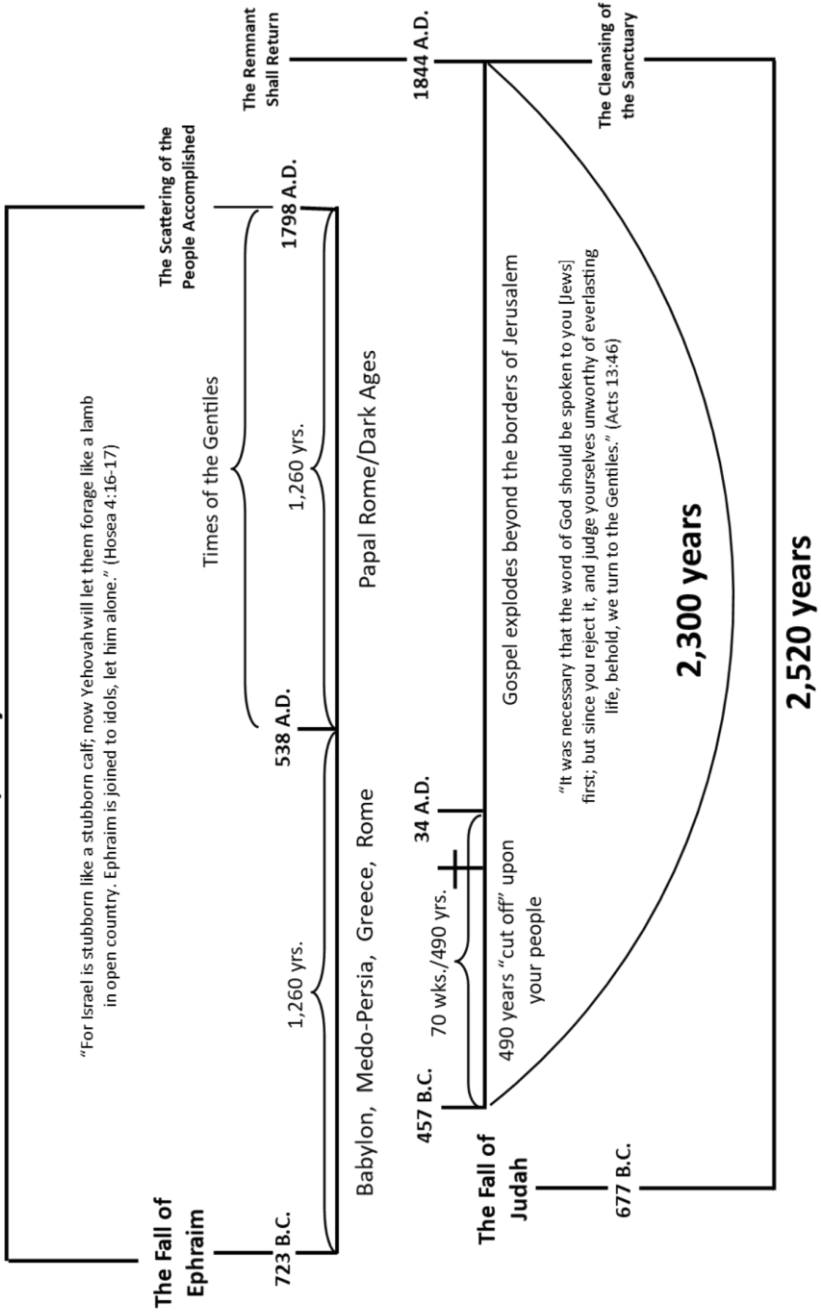 “For Israel is stubborn like a stubborn calf; now Yehovah will let them forage like a lamb
in open country. Ephraim is joined to idols, let him alone.” (Hosea 4:16-17)
The Fall of
Ephraim
The Scattering of the
People Accomplished
The Remnant
Shall Return
Times of the Gentiles
723 B.C.
538 A.D.
1798 A.D.
1,260 yrs.
1,260 yrs.
Babylon, Medo-Persia, Greece, Rome
Papal Rome/Dark Ages
457 B.C.
34 A.D.
1844 A.D.
70 wks./490 yrs.
The Fall of
Judah
490 years “cut off” upon
your people
Gospel explodes beyond the borders of Jerusalem
“It was necessary that the word of God should be spoken to you [Jews]
first; but since you reject it, and judge yourselves unworthy of everlasting
life, behold, we turn to the Gentiles.” (Acts 13:46)
The Cleansing of
the Sanctuary
677 B.C.
2,300 years
2,520 years